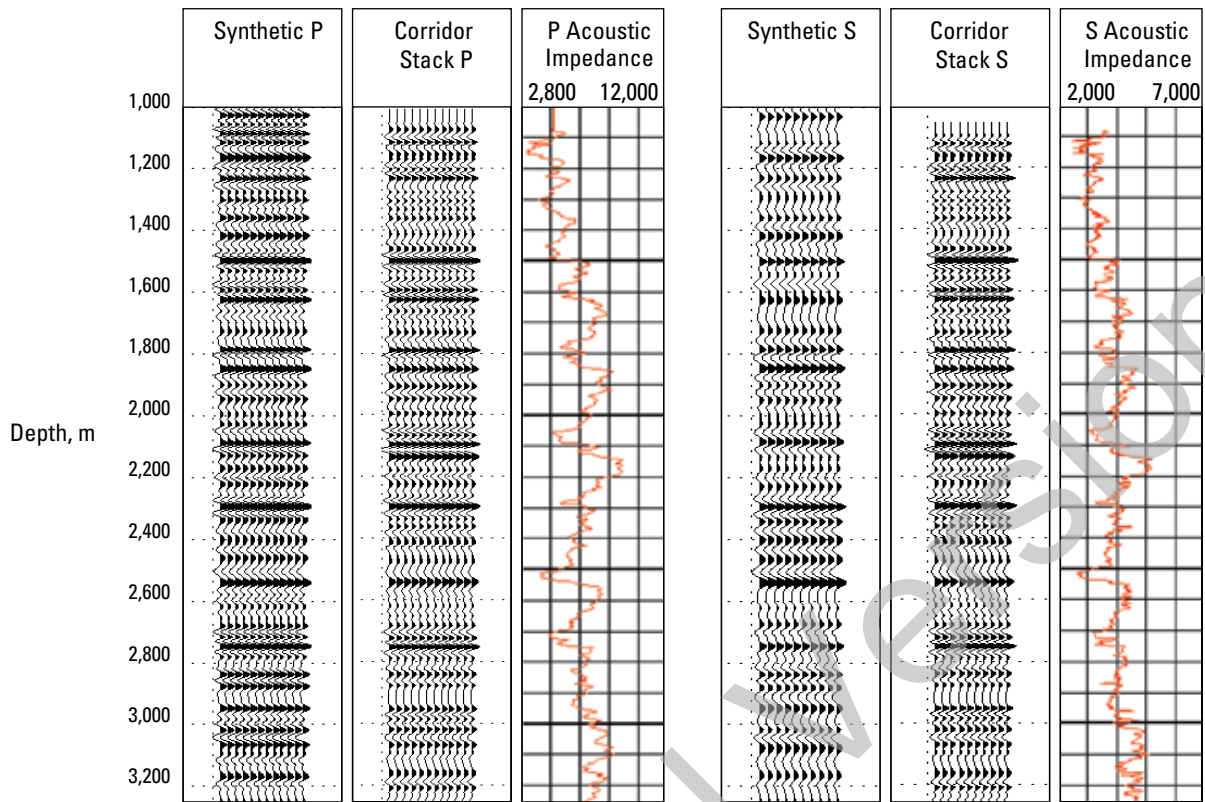 Synthetic P
Corridor
Stack P
P Acoustic
Impedance
2,800 12,000
Synthetic S
Corridor
Stack S
S Acoustic
Impedance
2,000 7,000
Depth, m
1,000
1,200
1,400
1,600
1,800
2,000
2,200
2,400
2,600
2,800
3,000
3,200
version